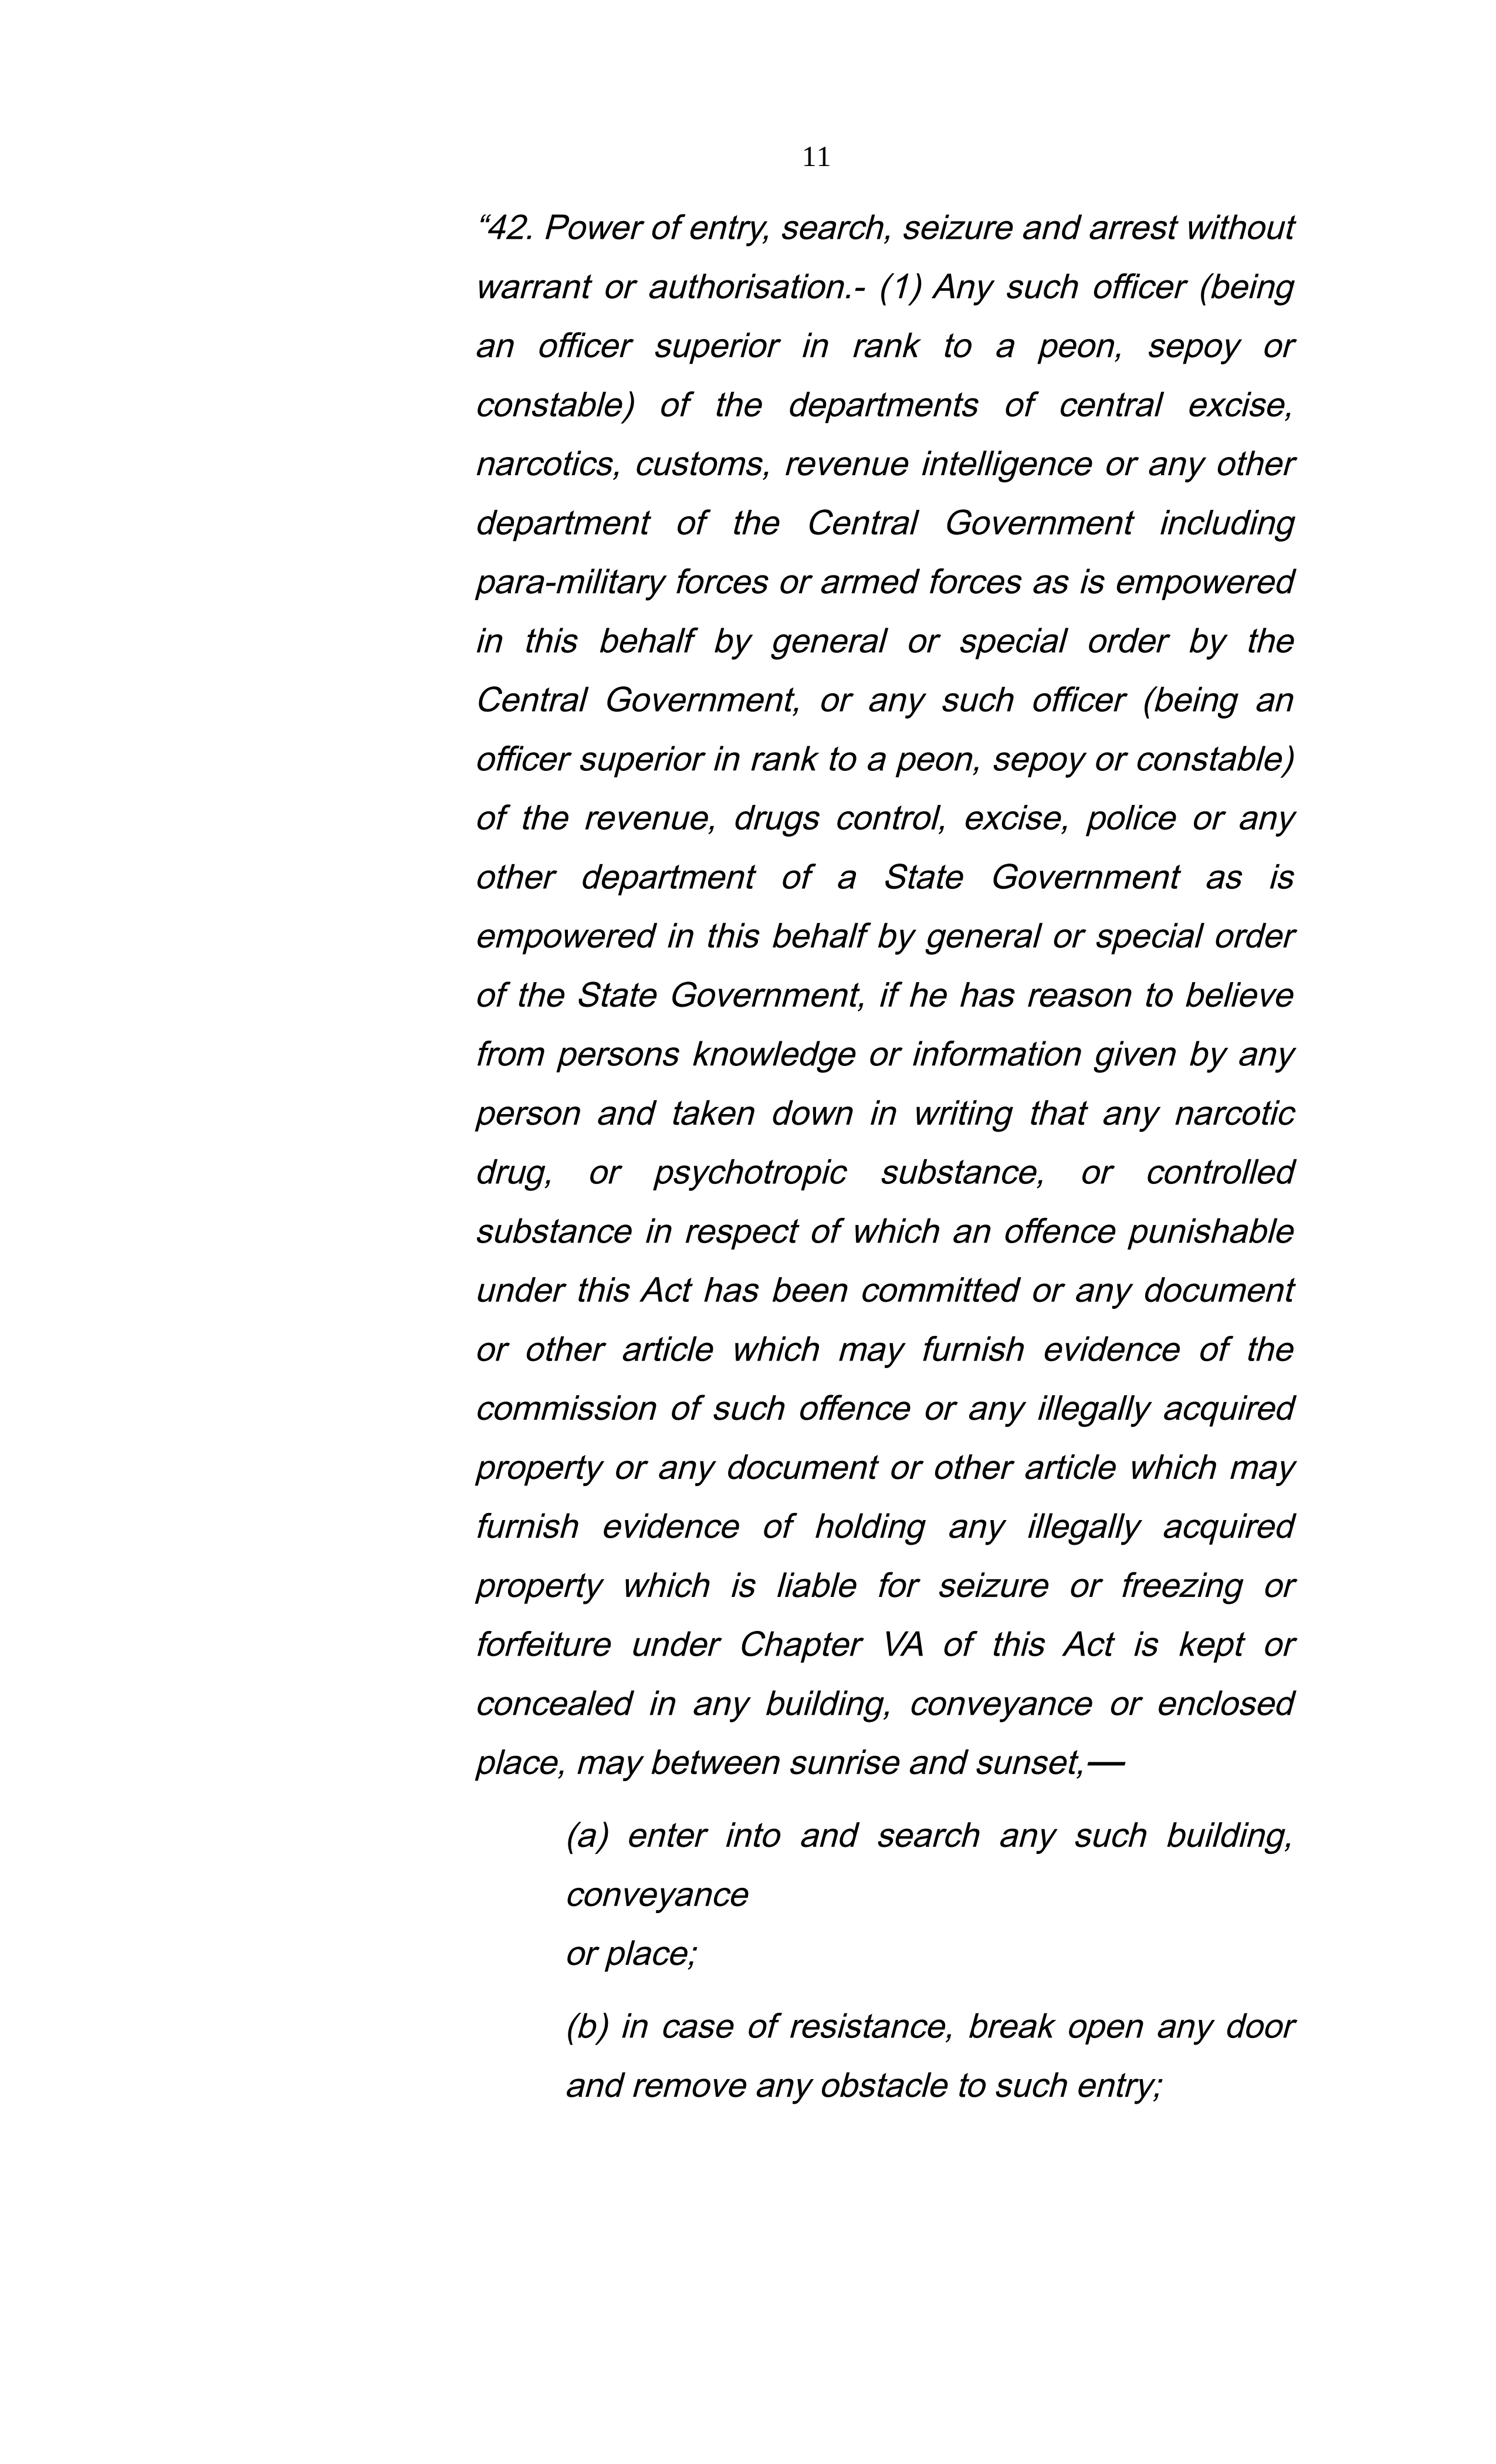 11
“42. Power of entry, search, seizure and arrest without
warrant or authorisation.- (1) Any such officer (being
an officer superior in rank to a peon, sepoy or
constable) of the departments of central excise,
narcotics, customs, revenue intelligence or any other
department of the Central Government including
para-military forces or armed forces as is empowered
in this behalf by general or special order by the
Central Government, or any such officer (being an
officer superior in rank to a peon, sepoy or constable)
of the revenue, drugs control, excise, police or any
other department of a State Government as is
empowered in this behalf by general or special order
of the State Government, if he has reason to believe
from persons knowledge or information given by any
person and taken down in writing that any narcotic
drug, or psychotropic substance, or controlled
substance in respect of which an offence punishable
under this Act has been committed or any document
or other article which may furnish evidence of the
commission of such offence or any illegally acquired
property or any document or other article which may
furnish evidence of holding any illegally acquired
property which is liable for seizure or freezing or
forfeiture under Chapter VA of this Act is kept or
concealed in any building, conveyance or enclosed
place, may between sunrise and sunset,—
(a) enter into and search any such building,
conveyance
or place;
(b) in case of resistance, break open any door
and remove any obstacle to such entry;